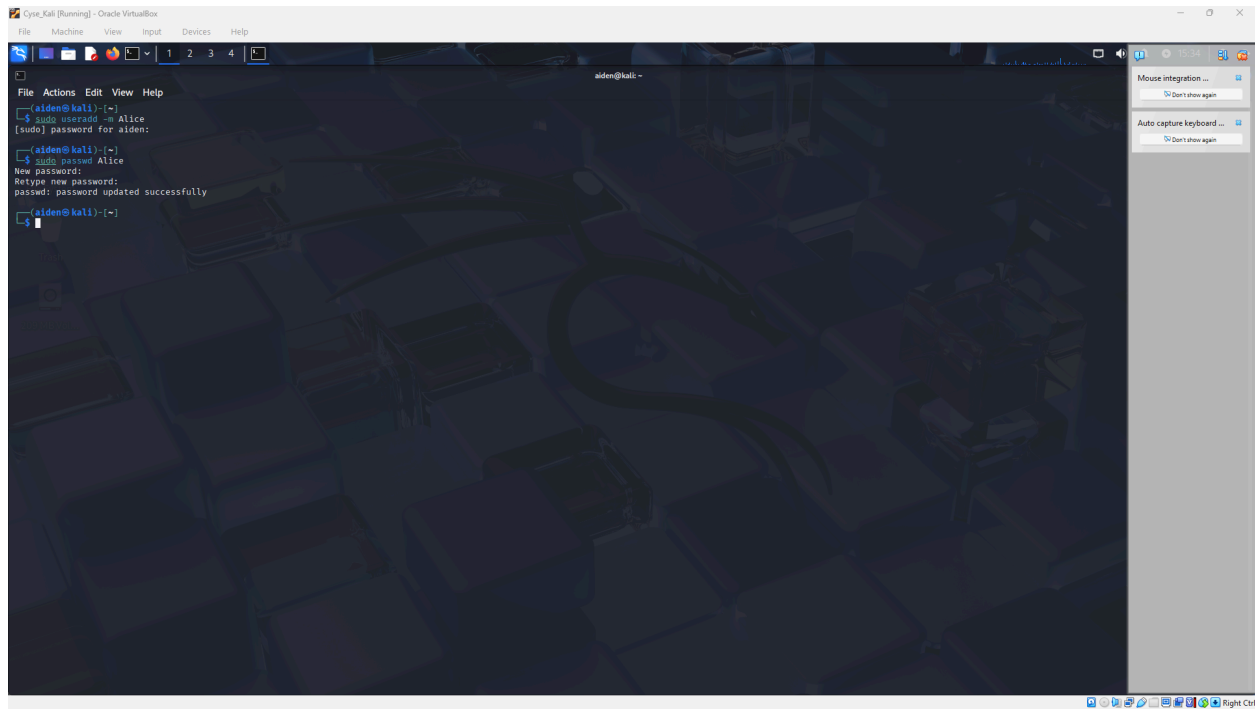 Cyse_Kali [Running] - Oracle VirtualBox
File Machine View Input Devices Help
1 2 3 4
15:34
aiden@kali: ~
File Actions Edit View Help
┌──(aiden㉿kali)-[~]
└─$ sudo useradd -m Alice
[sudo] password for aiden:
┌──(aiden㉿kali)-[~]
└─$ sudo passwd Alice
New password:
Retype new password:
passwd: password updated successfully
┌──(aiden㉿kali)-[~]
└─$
Mouse integration ...
Don't show again
Auto capture keyboard ...
Don't show again
Right Ctrl